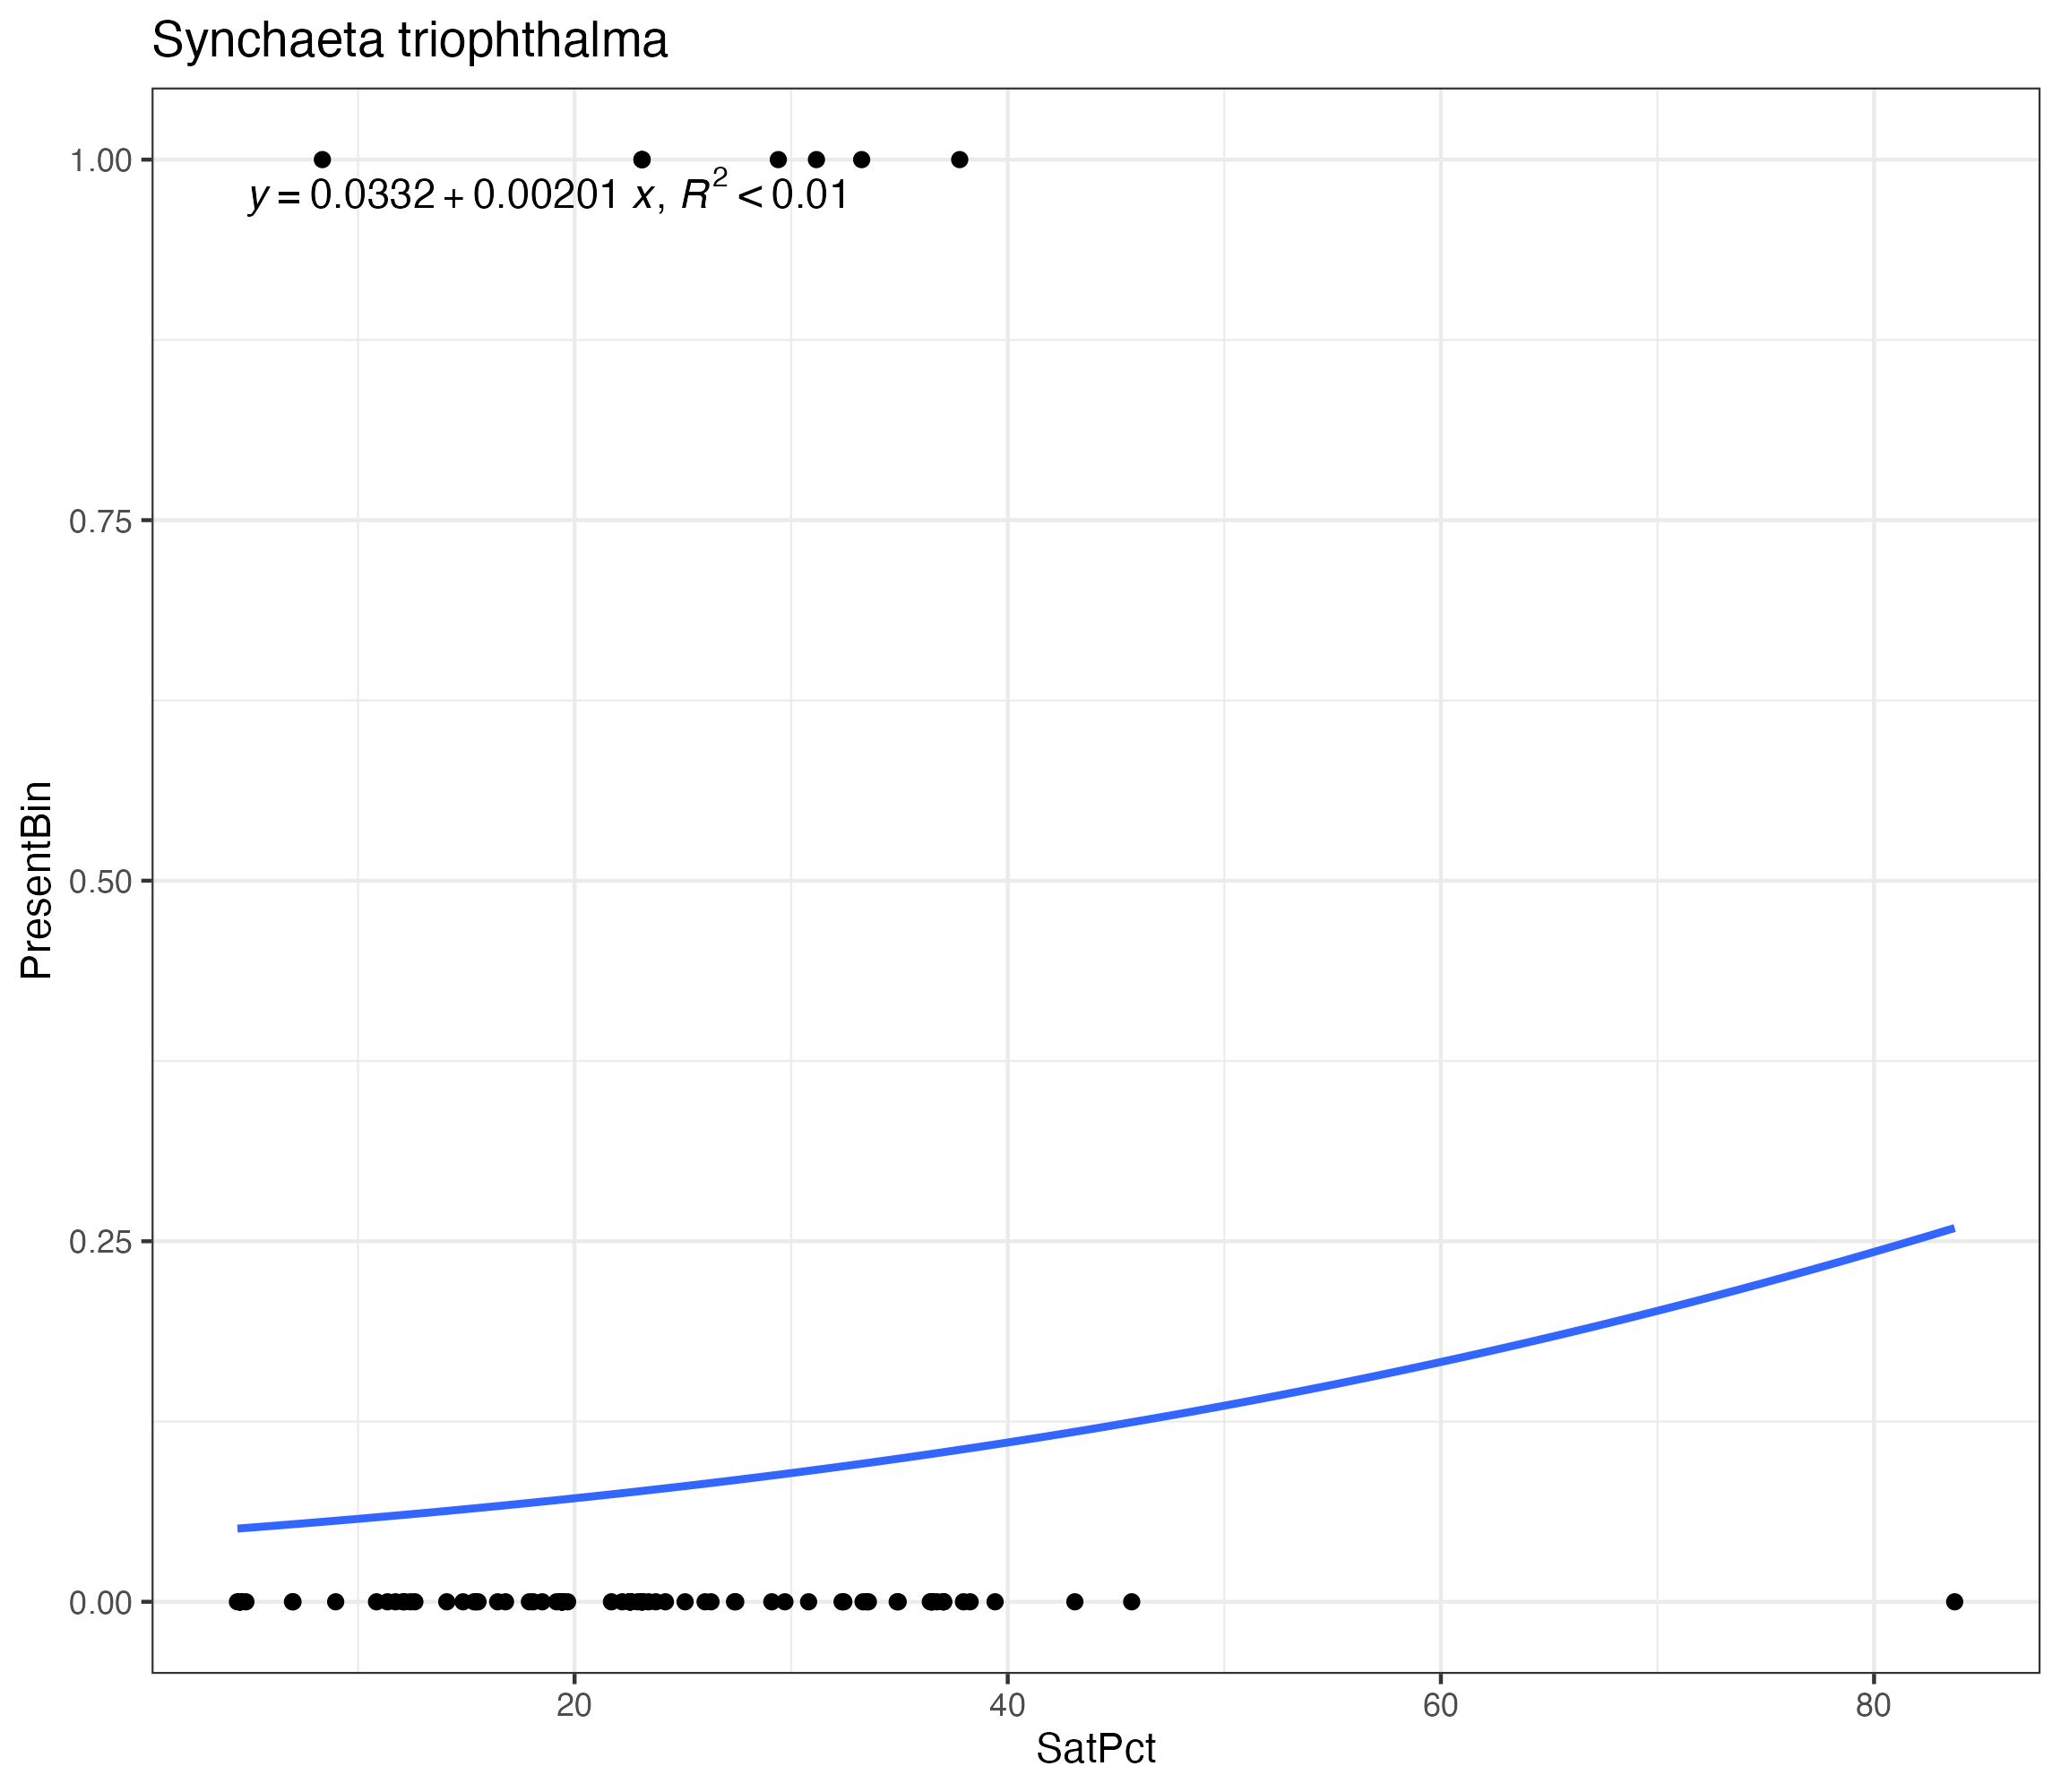 Synchaeta triophthalma
1.00
y = 0.0332 + 0.00201 x, R² < 0.01
0.75
PresentBin
0.50
0.25
0.00
20 40 60 80
SatPct